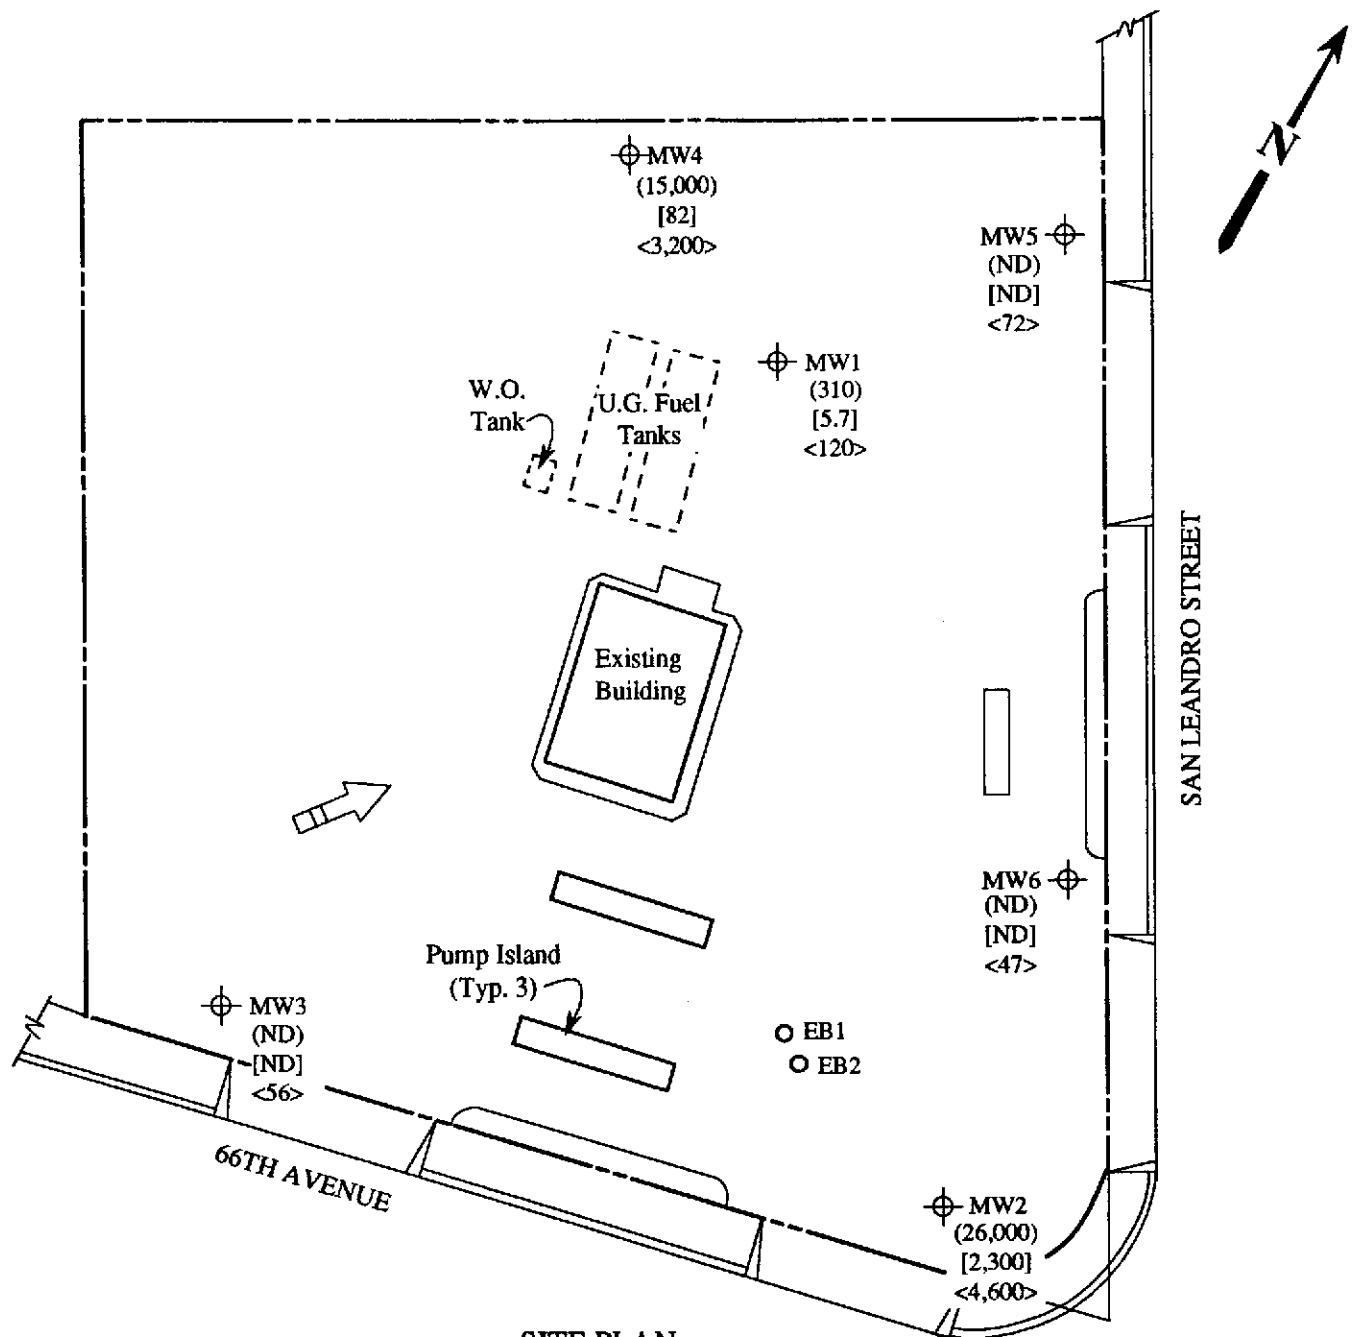 N
MW4
(15,000)
[82]
<3,200>
MW5
(ND)
[ND]
<72>
MW1
(310)
[5.7]
<120>
W.O.
Tank
U.G. Fuel
Tanks
Existing
Building
SAN LEANDRO STREET
MW6
(ND)
[ND]
<47>
Pump Island
(Typ. 3)
MW3
(ND)
[ND]
<56>
EB1
EB2
66TH AVENUE
MW2
(26,000)
[2,300]
<4,600>
SITE PLAN